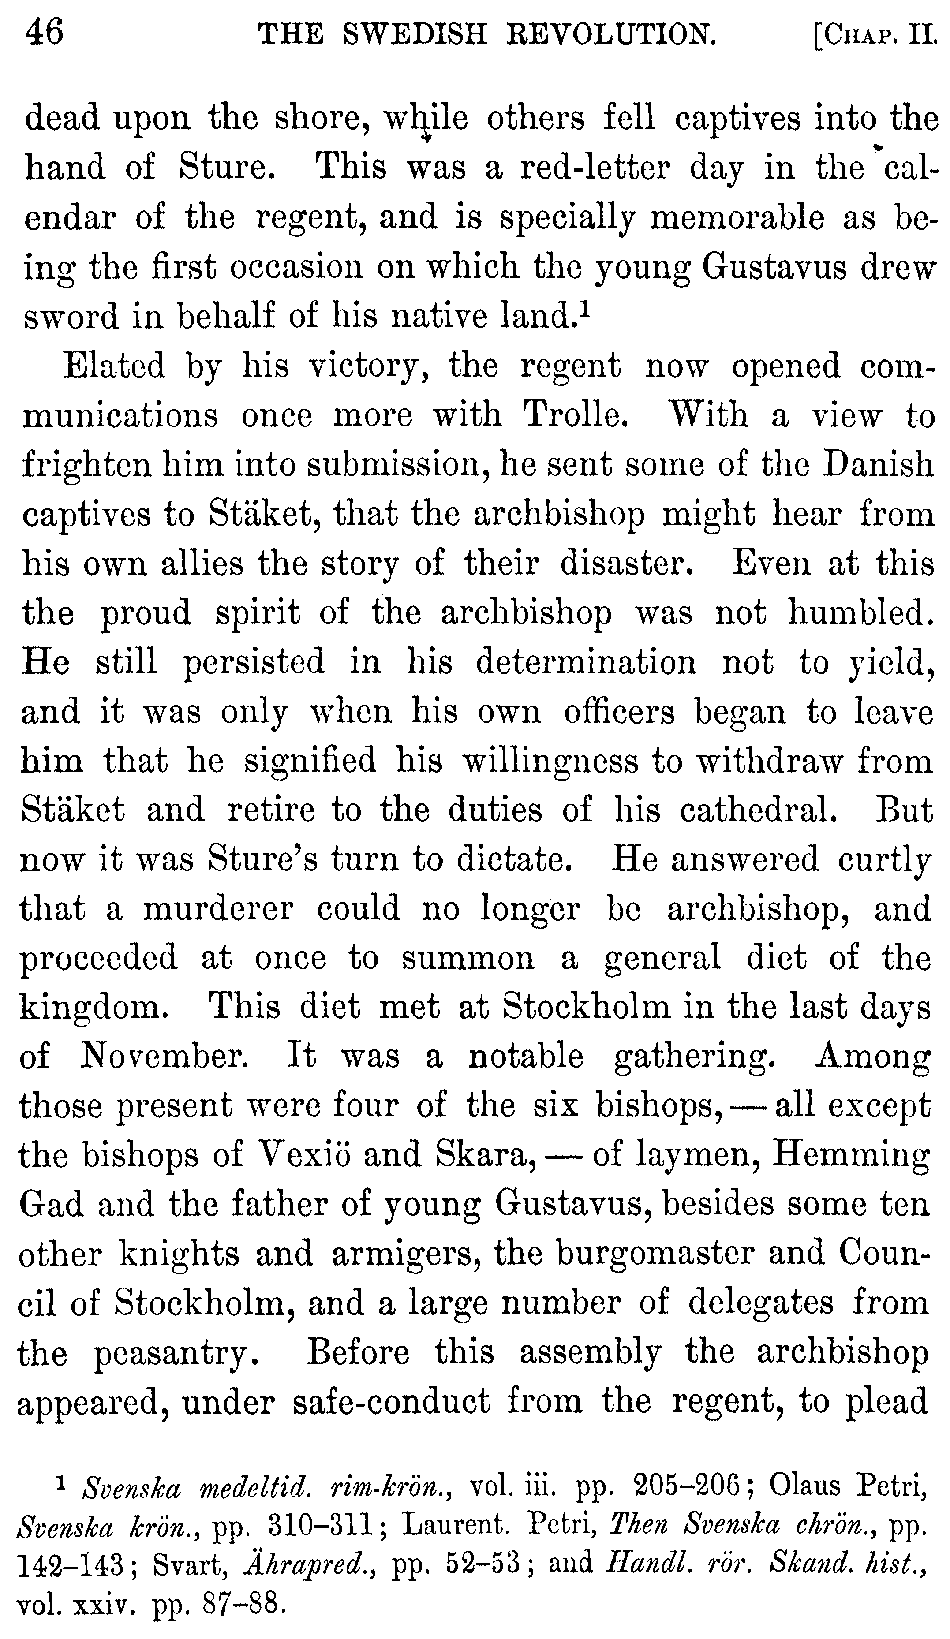 46 THE SWEDISH REVOLUTION. [CHAP. II.
dead upon the shore, while others fell captives into the
hand of Sture. This was a red-letter day in the cal-
endar of the regent, and is specially memorable as be-
ing the first occasion on which the young Gustavus drew
sword in behalf of his native land.¹
Elated by his victory, the regent now opened com-
munications once more with Trolle. With a view to
frighten him into submission, he sent some of the Danish
captives to Stäket, that the archbishop might hear from
his own allies the story of their disaster. Even at this
the proud spirit of the archbishop was not humbled.
He still persisted in his determination not to yield,
and it was only when his own officers began to leave
him that he signified his willingness to withdraw from
Stäket and retire to the duties of his cathedral. But
now it was Sture's turn to dictate. He answered curtly
that a murderer could no longer be archbishop, and
proceeded at once to summon a general diet of the
kingdom. This diet met at Stockholm in the last days
of November. It was a notable gathering. Among
those present were four of the six bishops,— all except
the bishops of Vexiö and Skara,— of laymen, Hemming
Gad and the father of young Gustavus, besides some ten
other knights and armigers, the burgomaster and Coun-
cil of Stockholm, and a large number of delegates from
the peasantry. Before this assembly the archbishop
appeared, under safe-conduct from the regent, to plead
¹ Svenska medeltid. rim-krön., vol. iii. pp. 205–206; Olaus Petri,
Svenska krön., pp. 310–311; Laurent. Petri, Then Svenska chrön., pp.
142–143; Svart, Ährapred., pp. 52–53; and Handl. rör. Skand. hist.,
vol. xxiv. pp. 87–88.